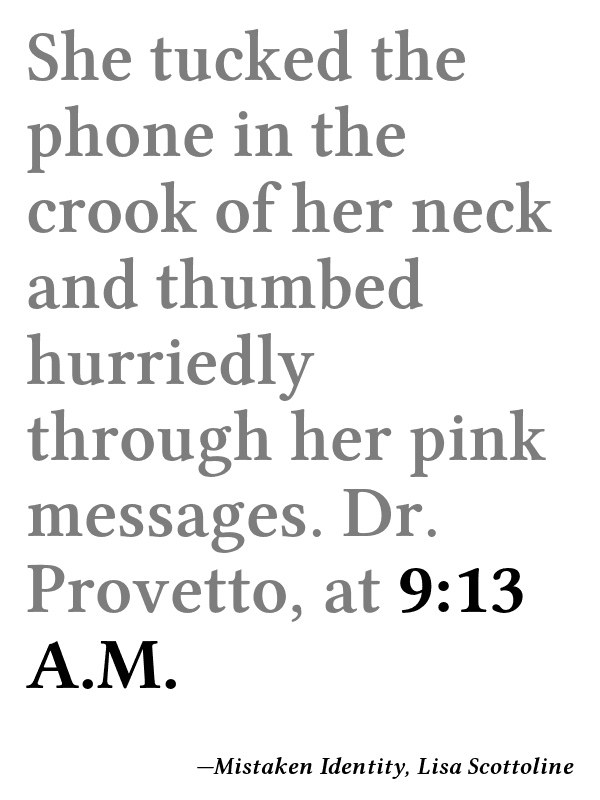 She tucked the
phone in the
crook of her neck
and thumbed
hurriedly
through her pink
messages. Dr.
Provetto, at 9:13
A.M.
—Mistaken Identity, Lisa Scottoline